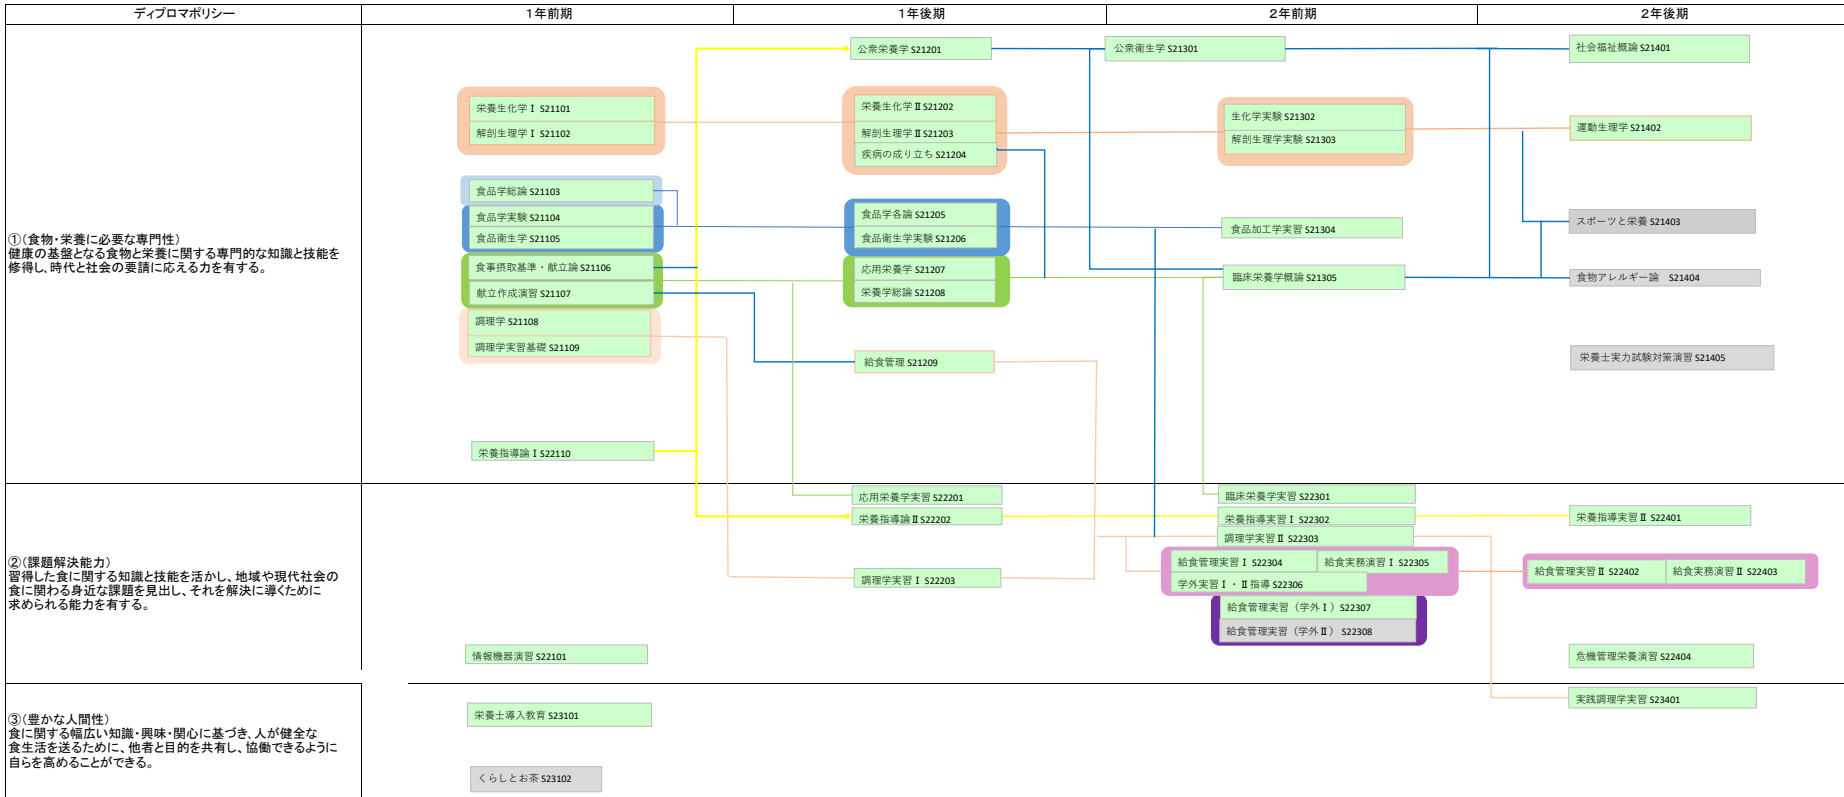 ディプロマポリシー
1年前期
1年後期
2年前期
2年後期
①(食物・栄養に必要な専門性)
健康の基盤となる食物と栄養に関する専門的な知識と技能を
修得し、時代と社会の要請に応える力を有する。
栄養生化学Ⅰ S21101
解剖生理学Ⅰ S21102
食品学総論 S21103
食品学実験 S21104
食品衛生学 S21105
食事摂取基準・献立論 S21106
献立作成演習 S21107
調理学 S21108
調理学実習基礎 S21109
栄養指導論Ⅰ S22110
公衆栄養学 S21201
栄養生化学Ⅱ S21202
解剖生理学Ⅱ S21203
疾病の成り立ち S21204
食品学各論 S21205
食品衛生学実験 S21206
応用栄養学 S21207
栄養学総論 S21208
給食管理 S21209
公衆衛生学 S21301
生化学実験 S21302
解剖生理学実験 S21303
食品加工学実習 S21304
臨床栄養学概論 S21305
社会福祉概論 S21401
運動生理学 S21402
スポーツと栄養 S21403
食物アレルギー論 S21404
栄養士実力試験対策演習 S21405
②(課題解決能力)
習得した食に関する知識と技能を活かし、地域や現代社会の
食に関わる身近な課題を見出し、それを解決に導くために
求められる能力を有する。
情報機器演習 S22101
応用栄養学実習 S22201
栄養指導論Ⅱ S22202
調理学実習Ⅰ S22203
臨床栄養学実習 S22301
栄養指導実習Ⅰ S22302
調理学実習Ⅱ S22303
給食管理実習Ⅰ S22304
給食実務演習Ⅰ S22305
学外実習Ⅰ・Ⅱ指導 S22306
給食管理実習(学外Ⅰ) S22307
給食管理実習(学外Ⅱ) S22308
栄養指導実習Ⅱ S22401
給食管理実習Ⅱ S22402
給食実務演習Ⅱ S22403
危機管理栄養演習 S22404
③(豊かな人間性)
食に関する幅広い知識・興味・関心に基づき、人が健全な
食生活を送るために、他者と目的を共有し、協働できるように
自らを高めることができる。
栄養士導入教育 S23101
くらしとお茶 S23102
実践調理学実習 S23401